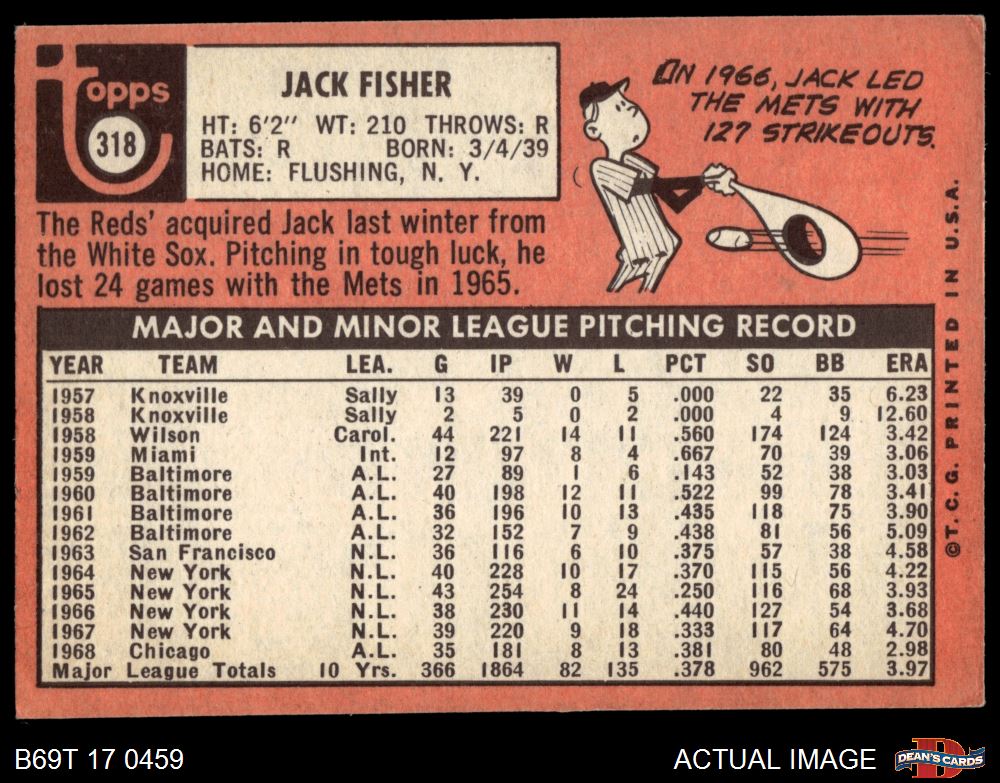 topps
318
JACK FISHER
HT: 6'2" WT: 210 THROWS: R
BATS: R BORN: 3/4/39
HOME: FLUSHING, N. Y.
IN 1966, JACK LED
THE METS WITH
127 STRIKEOUTS.
The Reds' acquired Jack last winter from
the White Sox. Pitching in tough luck, he
lost 24 games with the Mets in 1965.
MAJOR AND MINOR LEAGUE PITCHING RECORD
YEAR TEAM LEA. G IP W L PCT SO BB ERA
1957 Knoxville Sally 13 39 0 5 .000 22 35 6.23
1958 Knoxville Sally 2 5 0 2 .000 4 9 12.60
1958 Wilson Carol. 44 221 14 11 .560 174 124 3.42
1959 Miami Int. 12 97 8 4 .667 70 39 3.06
1959 Baltimore A.L. 27 89 1 6 .143 52 38 3.03
1960 Baltimore A.L. 40 198 12 11 .522 99 78 3.41
1961 Baltimore A.L. 36 196 10 13 .435 118 75 3.90
1962 Baltimore A.L. 32 152 7 9 .438 81 56 5.09
1963 San Francisco N.L. 36 116 6 10 .375 57 38 4.58
1964 New York N.L. 40 228 10 17 .370 115 56 4.22
1965 New York N.L. 43 254 8 24 .250 116 68 3.93
1966 New York N.L. 38 230 11 14 .440 127 54 3.68
1967 New York N.L. 39 220 9 18 .333 117 64 4.70
1968 Chicago A.L. 35 181 8 13 .381 80 48 2.98
Major League Totals 10 Yrs. 366 1864 82 135 .378 962 575 3.97
©T. C. G. PRINTED IN U.S.A.
B69T 17 0459
ACTUAL IMAGE
D
DEAN'S CARDS